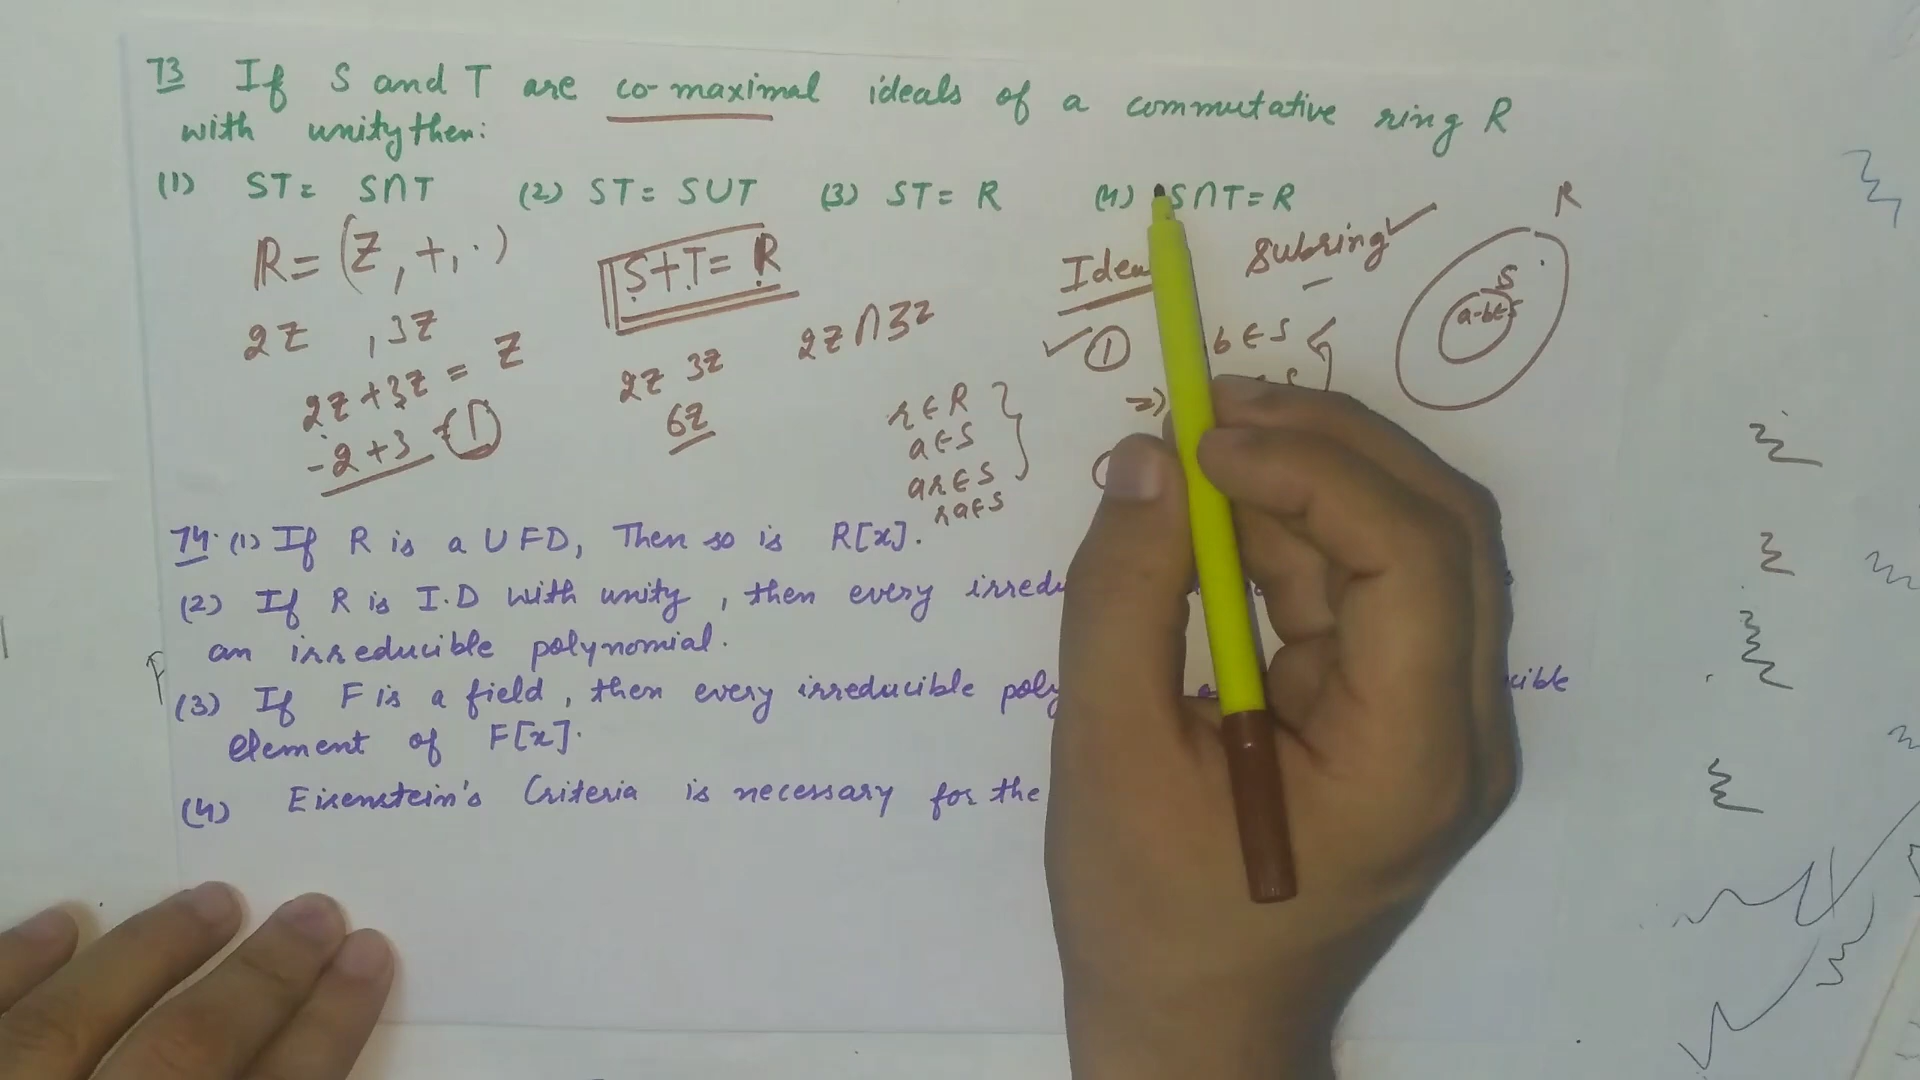 73 If S and T are co-maximal ideals of a commutative ring R
with unity then:
(1) ST = S∩T (2) ST = SUT (3) ST = R (4) S∩T = R
R = (Z, +, ·)
S+T = R
Ideal
Subring
R
S
a-b∈S
2Z , 3Z
2Z+3Z = Z
-2+3 = 1
2Z 3Z
6Z
2Z∩3Z
r∈R
a∈S
ar∈S
ra∈S
①
b∈S
⇒
74. (1) If R is a UFD, Then so is R[x].
(2) If R is I.D with unity, then every
an irreducible polynomial.
(3) If F is a field, then every irreducible
element of F[x].
(4) Eisenstein's Criteria is necessary for the